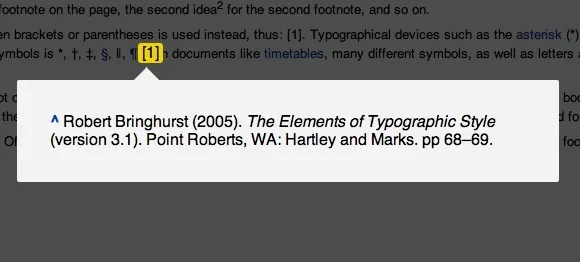 footnote on the page, the second idea2 for the second footnote, and so on.
en brackets or parentheses is used instead, thus: [1]. Typographical devices such as the asterisk (*)
ymbols is *, †, ‡, §, ‖, ¶ [1] documents like timetables, many different symbols, as well as letters a
^ Robert Bringhurst (2005). The Elements of Typographic Style
(version 3.1). Point Roberts, WA: Hartley and Marks. pp 68–69.